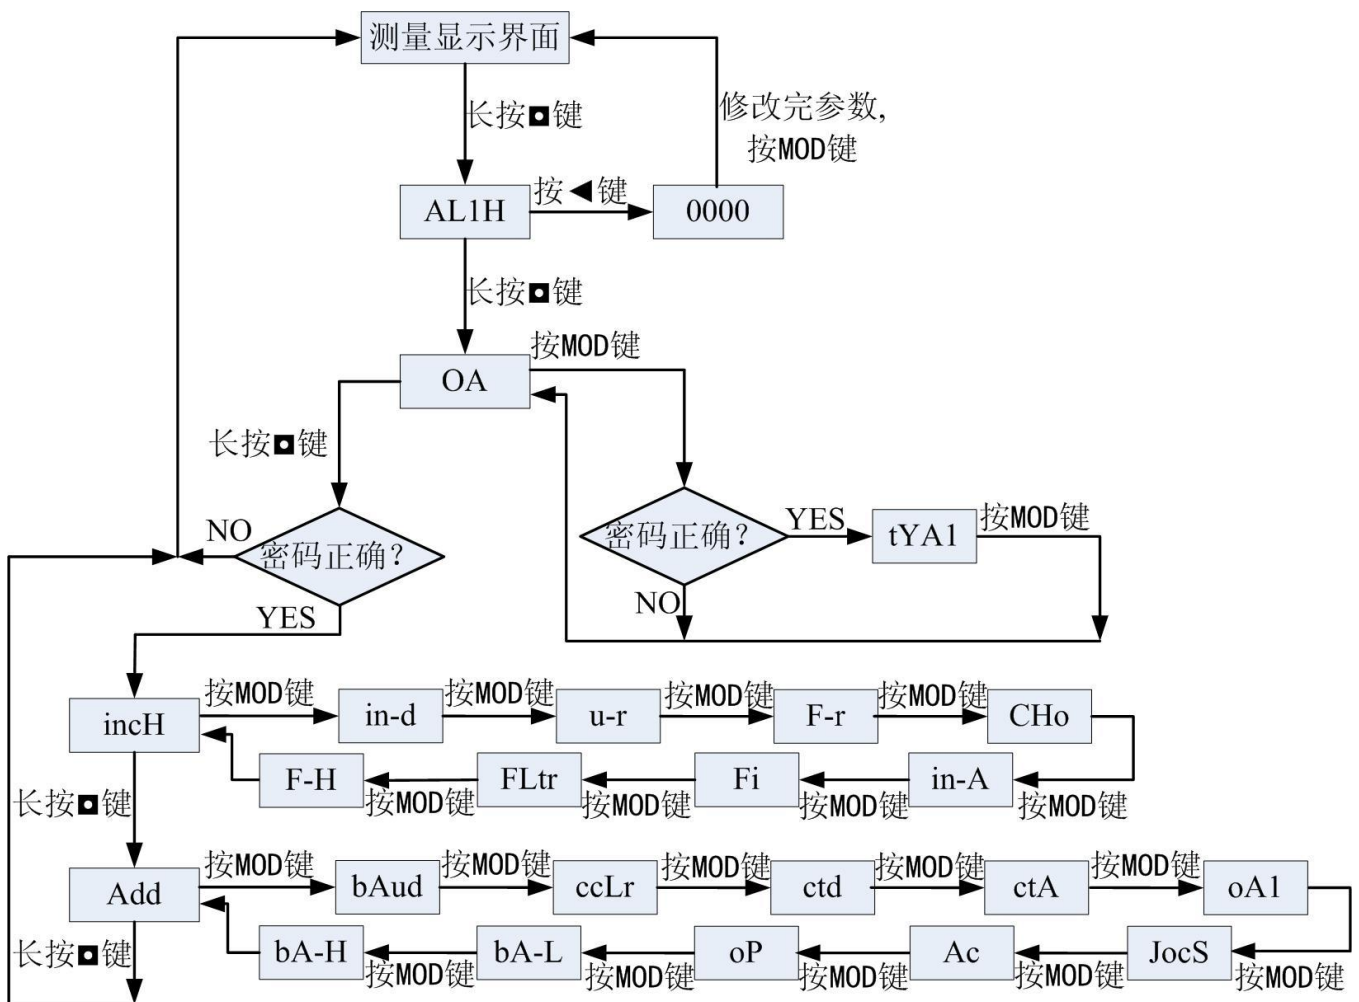 测量显示界面
长按◘键
修改完参数,
按MOD键
AL1H
按◀键
0000
长按◘键
OA
按MOD键
长按◘键
密码正确？
NO
YES
密码正确？
YES
NO
tYA1
按MOD键
incH
按MOD键
in-d
按MOD键
u-r
按MOD键
F-r
按MOD键
CHo
按MOD键
in-A
按MOD键
Fi
按MOD键
FLtr
按MOD键
F-H
长按◘键
Add
按MOD键
bAud
按MOD键
ccLr
按MOD键
ctd
按MOD键
ctA
按MOD键
oA1
按MOD键
JocS
按MOD键
Ac
按MOD键
oP
按MOD键
bA-L
按MOD键
bA-H
长按◘键